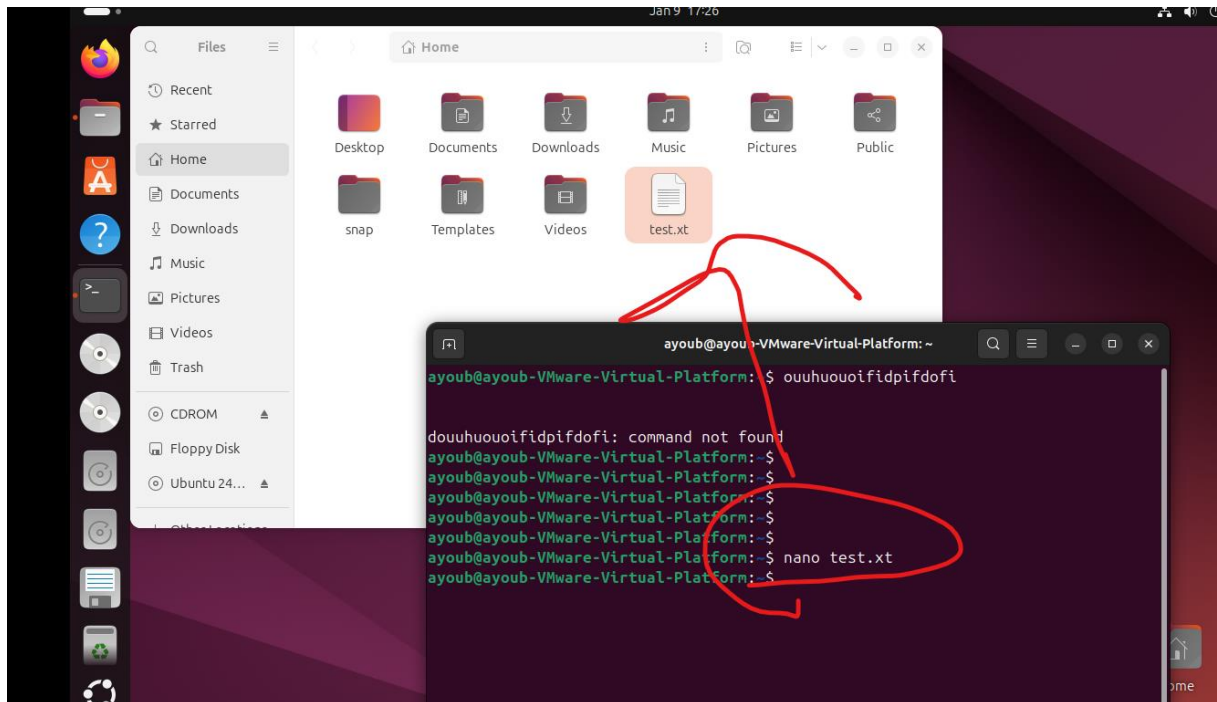 Jan 9 17:26
Files
Home
Recent
Starred
Home
Documents
Downloads
Music
Pictures
Videos
Trash
CDROM
Floppy Disk
Ubuntu 24...
Other Locations
Desktop
Documents
Downloads
Music
Pictures
Public
snap
Templates
Videos
test.xt
ayoub@ayoub-VMware-Virtual-Platform: ~
ayoub@ayoub-VMware-Virtual-Platform:~$ ouuhuouoifidpifdofi
douuhuouoifidpifdofi: command not found
ayoub@ayoub-VMware-Virtual-Platform:~$
ayoub@ayoub-VMware-Virtual-Platform:~$
ayoub@ayoub-VMware-Virtual-Platform:~$
ayoub@ayoub-VMware-Virtual-Platform:~$
ayoub@ayoub-VMware-Virtual-Platform:~$
ayoub@ayoub-VMware-Virtual-Platform:~$ nano test.xt
ayoub@ayoub-VMware-Virtual-Platform:~$